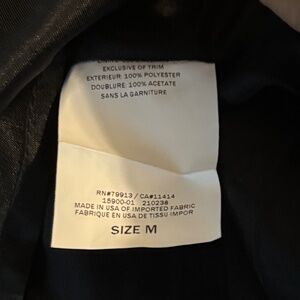 EXCLUSIVE OF TRIM
EXTERIEUR: 100% POLYESTER
DOUBLURE: 100% ACETATE
SANS LA GARNITURE
RN#79913 / CA#11414
15900-01 210238
MADE IN USA OF IMPORTED FABRIC
FABRIQUE EN USA DE TISSU IMPOR
SIZE M